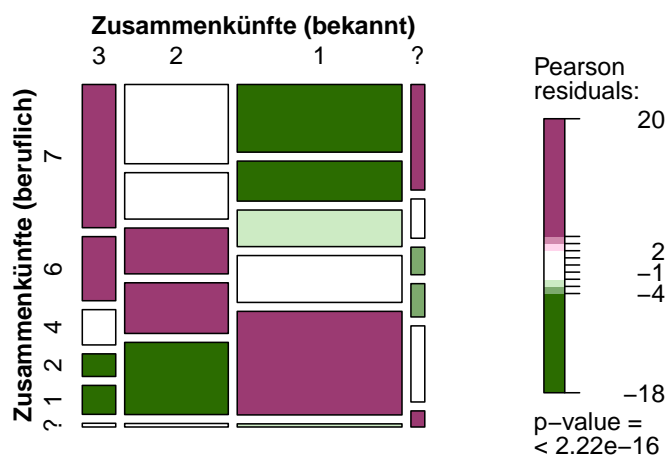 Zusammenkünfte (bekannt)
3 2 1 ?
Zusammenkünfte (beruflich)
7
6
4
2
1
?
Pearson
residuals:
20
2
−1
−4
−18
p−value =
< 2.22e−16